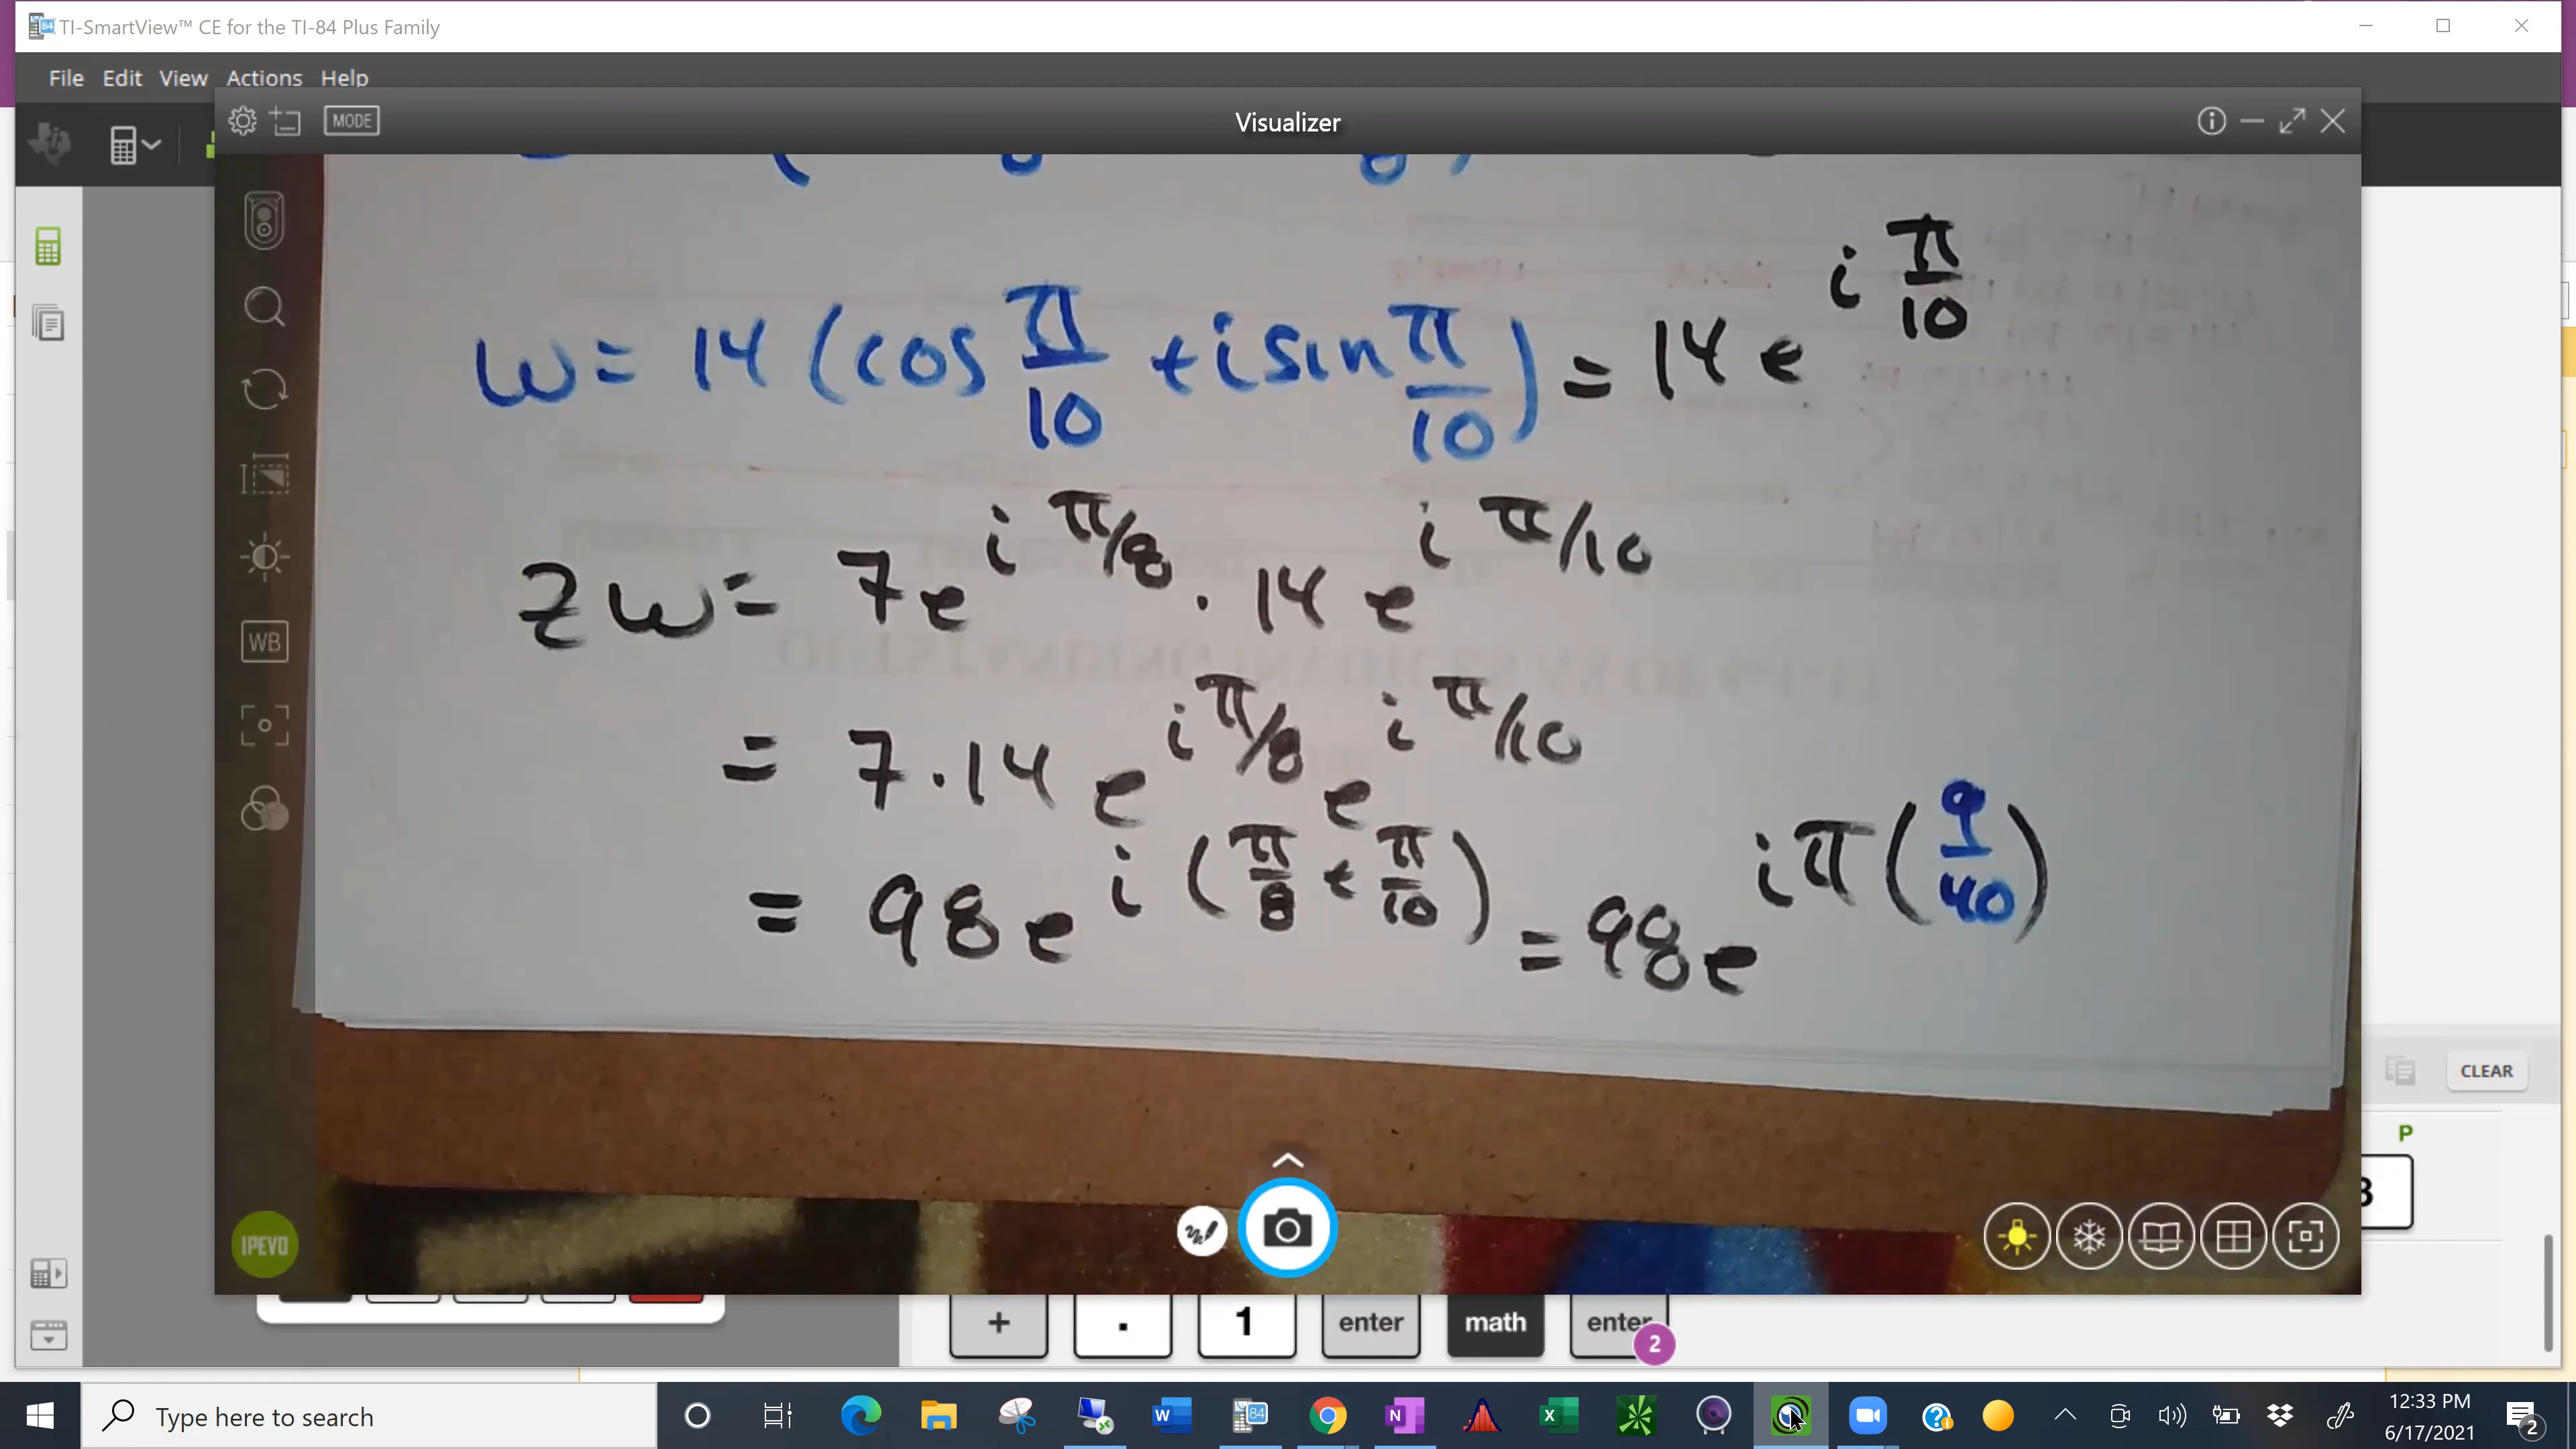 TI-SmartView™ CE for the TI-84 Plus Family
File Edit View Actions Help
MODE
Visualizer
w = 14 (cos π/10 + i sin π/10) = 14 e^(i π/10)
zw = 7e^(i π/8) · 14 e^(i π/10)
= 7 · 14 e^(i π/8) e^(i π/10)
= 98 e^(i (π/8 + π/10)) = 98 e^(iπ (9/40))
WB
IPEVO
CLEAR
P
+ . 1 enter math enter
2
Type here to search
84
12:33 PM
6/17/2021
2